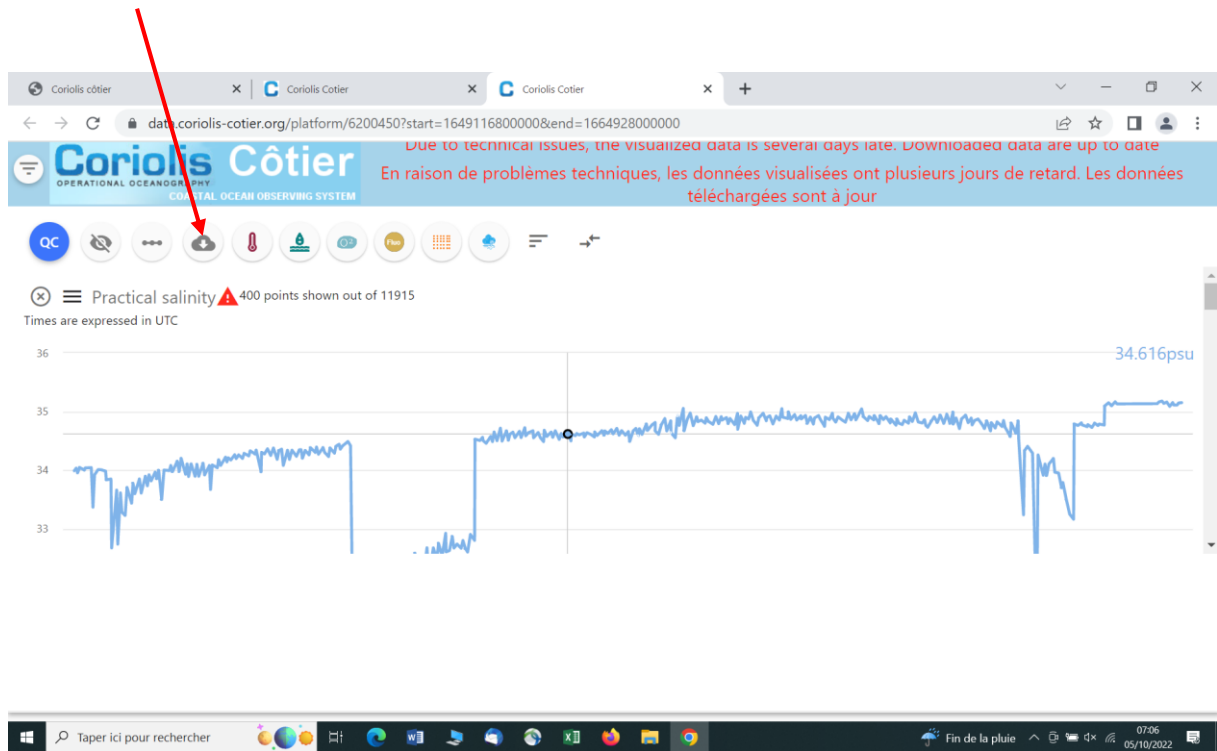 Coriolis côtier
Coriolis Cotier
Coriolis Cotier
data.coriolis-cotier.org/platform/6200450?start=1649116800000&end=1664928000000
Coriolis Côtier
OPERATIONAL OCEANOGRAPHY
COASTAL OCEAN OBSERVING SYSTEM
Due to technical issues, the visualized data is several days late. Downloaded data are up to date
En raison de problèmes techniques, les données visualisées ont plusieurs jours de retard. Les données
téléchargées sont à jour
QC
O2
Fluo
Practical salinity
400 points shown out of 11915
Times are expressed in UTC
36
34.616psu
35
34
33
Taper ici pour rechercher
Fin de la pluie
07:06
05/10/2022